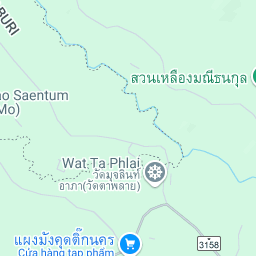 BURI
สวนเหลืองมณีธนกุล
ao Saentum
Mo)
Wat Ta Phlai
วัดมุจลินท์
อาภา(วัดตาพลาย)
แผงมังคุดติ๊กนคร
Cửa hàng tạp phẩm
3158